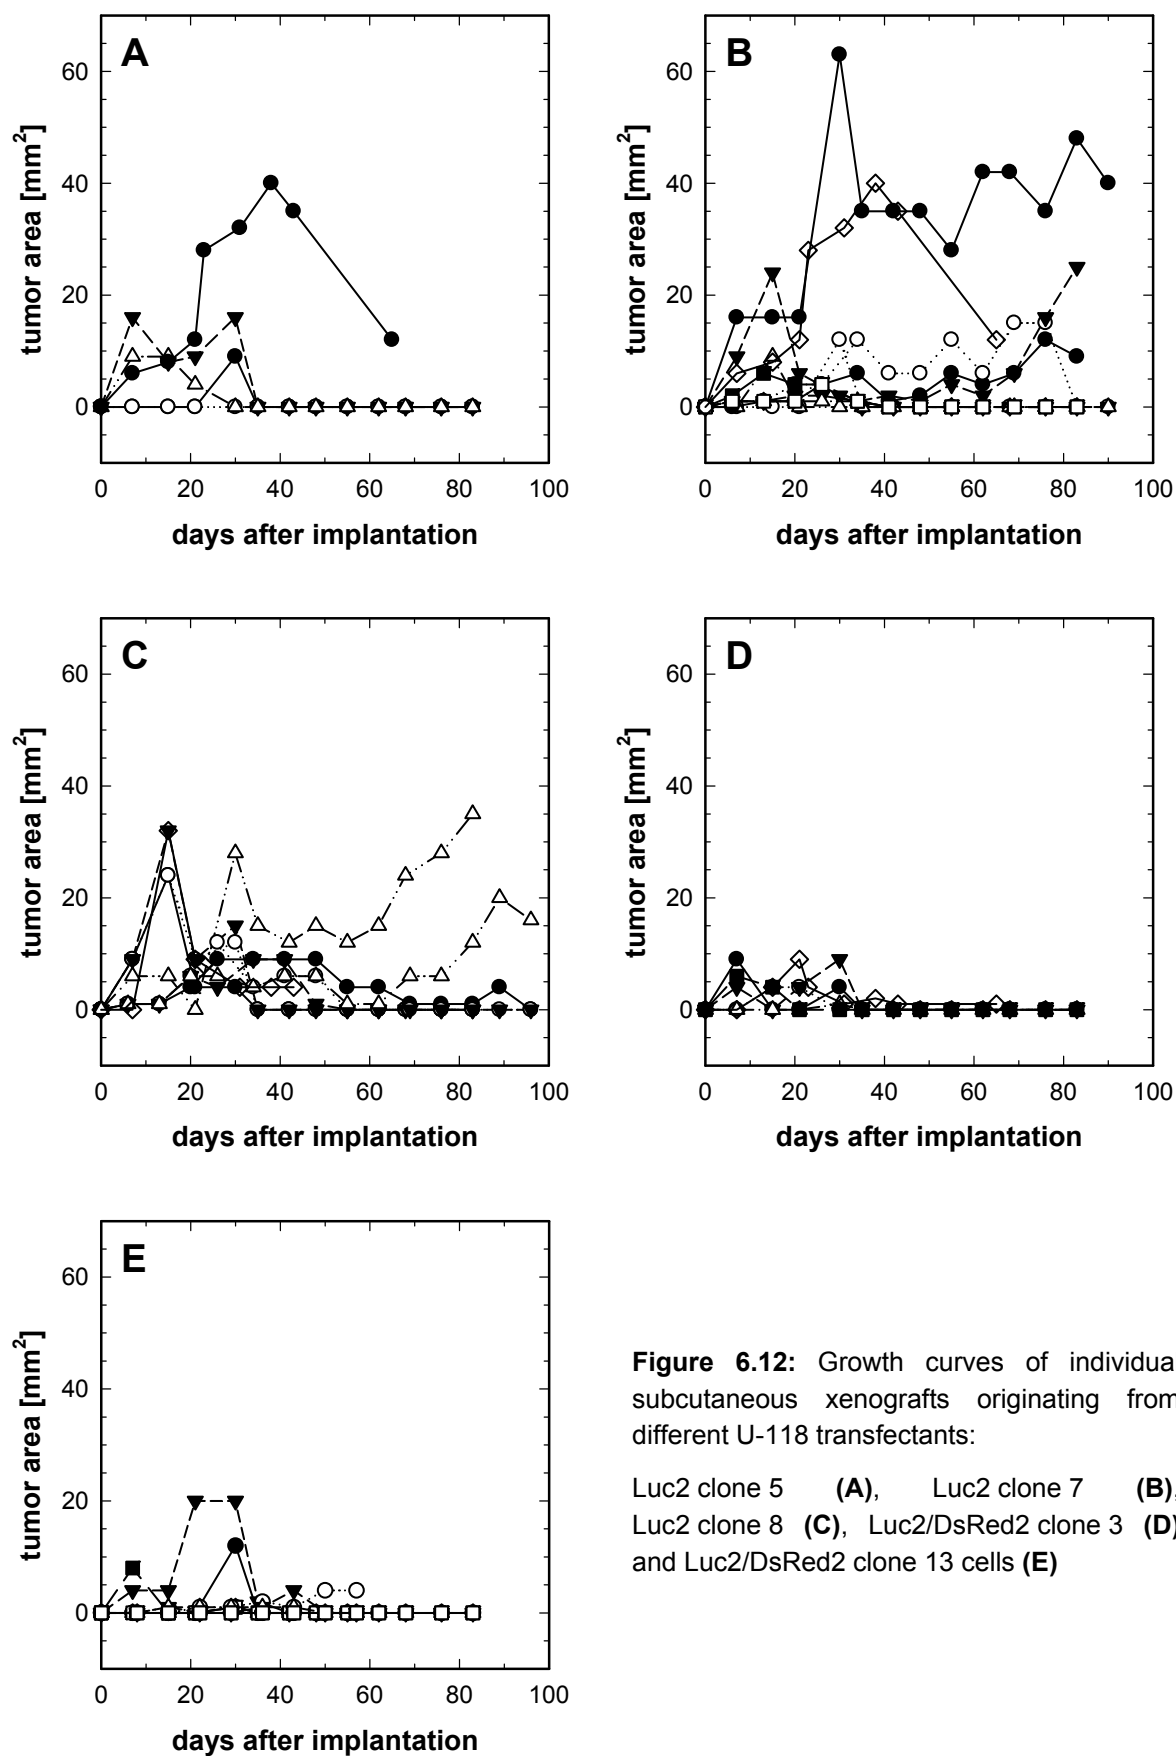 A
B
60
40
20
0
tumor area [mm²]
0 20 40 60 80 100
days after implantation
60
40
20
0
tumor area [mm²]
0 20 40 60 80 100
days after implantation
C
D
60
40
20
0
tumor area [mm²]
0 20 40 60 80 100
days after implantation
60
40
20
0
tumor area [mm²]
0 20 40 60 80 100
days after implantation
E
60
40
20
0
tumor area [mm²]
0 20 40 60 80 100
days after implantation
Figure 6.12: Growth curves of individua
subcutaneous xenografts originating from
different U-118 transfectants:
Luc2 clone 5 (A), Luc2 clone 7 (B),
Luc2 clone 8 (C), Luc2/DsRed2 clone 3 (D)
and Luc2/DsRed2 clone 13 cells (E)